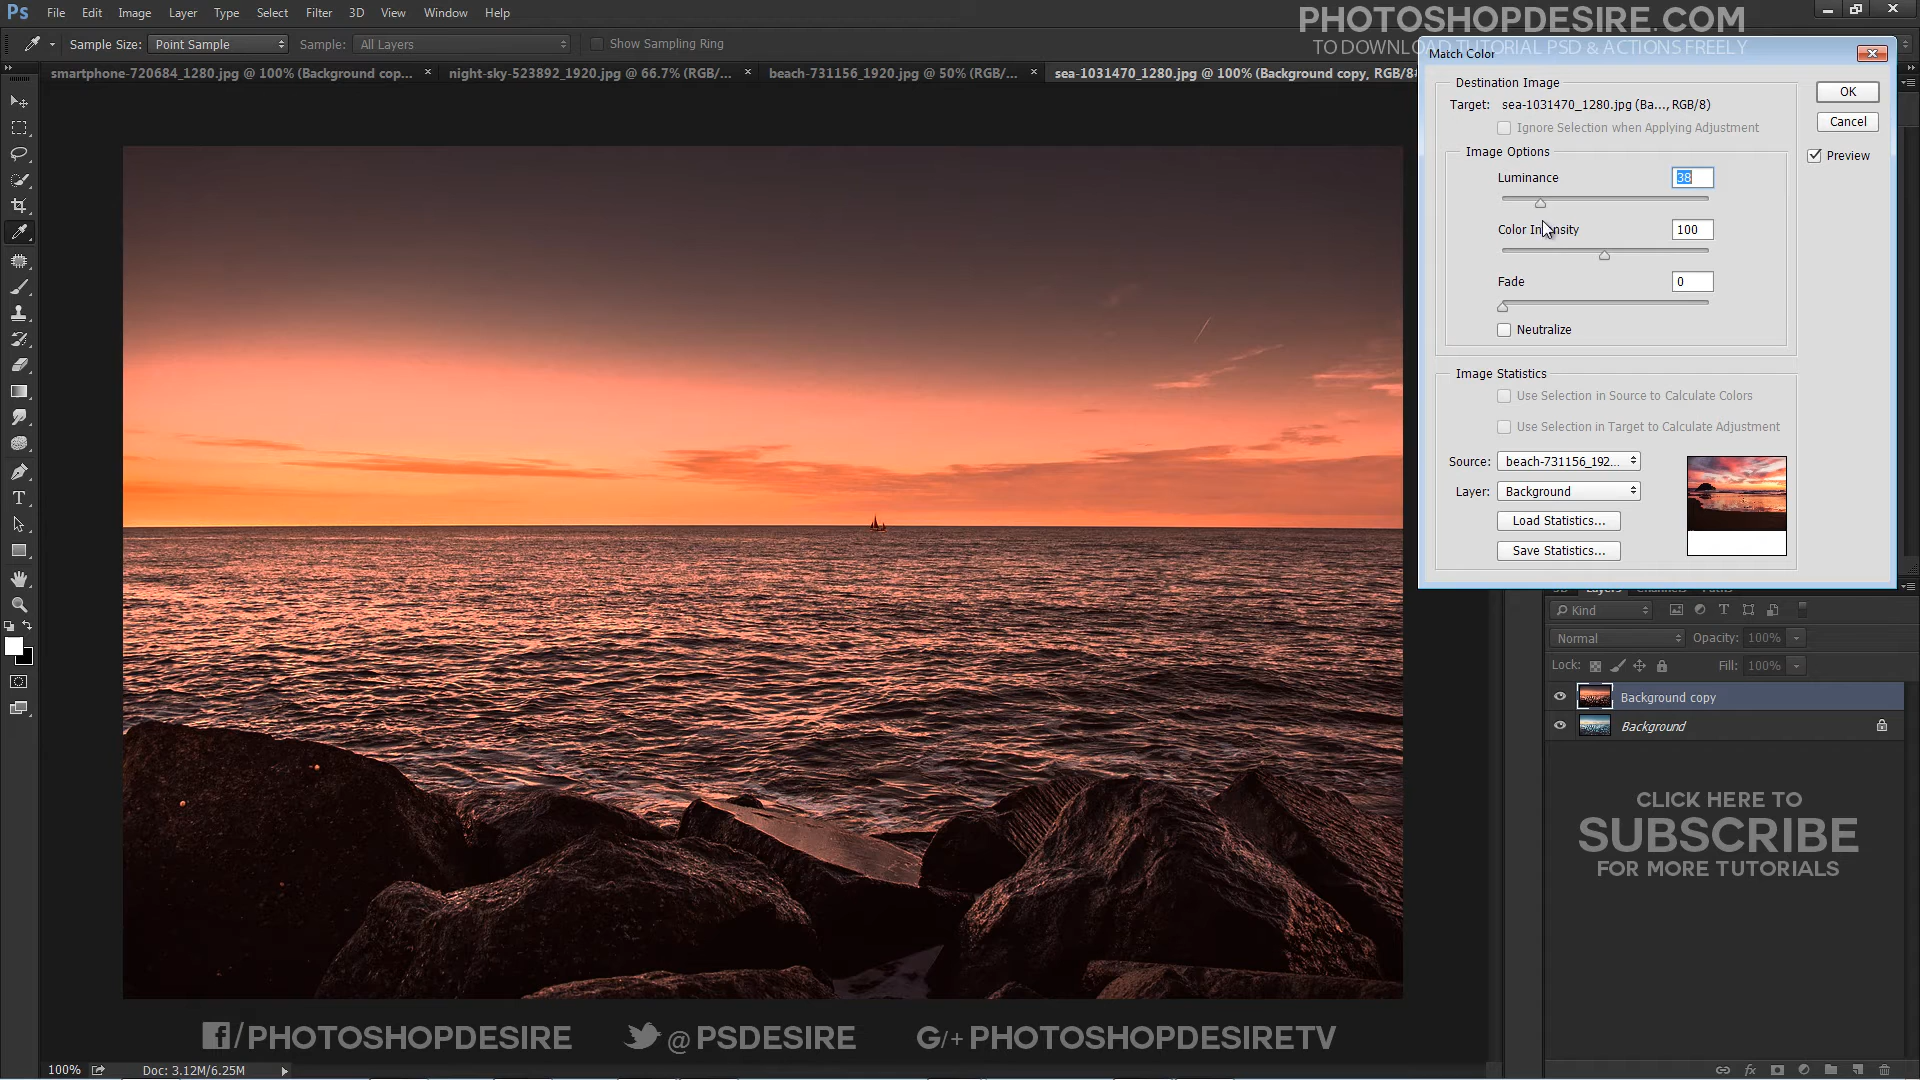 Ps File Edit Image Layer Type Select Filter 3D View Window Help
PHOTOSHOPDESIRE.COM
TO DOWNLOAD TUTORIAL PSD & ACTIONS FREELY
Sample Size: Point Sample Sample: All Layers Show Sampling Ring
smartphone-720684_1280.jpg @ 100% (Background cop... × night-sky-523892_1920.jpg @ 66.7% (RGB/... × beach-731156_1920.jpg @ 50% (RGB/... × sea-1031470_1280.jpg @ 100% (Background copy, RGB/8#
Match Color
Destination Image
Target: sea-1031470_1280.jpg (Ba..., RGB/8)
Ignore Selection when Applying Adjustment
OK
Cancel
Preview
Image Options
Luminance 38
Color Intensity 100
Fade 0
Neutralize
Image Statistics
Use Selection in Source to Calculate Colors
Use Selection in Target to Calculate Adjustment
Source: beach-731156_192...
Layer: Background
Load Statistics...
Save Statistics...
Kind
Normal Opacity: 100%
Lock: Fill: 100%
Background copy
Background
CLICK HERE TO
SUBSCRIBE
FOR MORE TUTORIALS
f/PHOTOSHOPDESIRE @PSDESIRE G/+PHOTOSHOPDESIRETV
100% Doc: 3.12M/6.25M